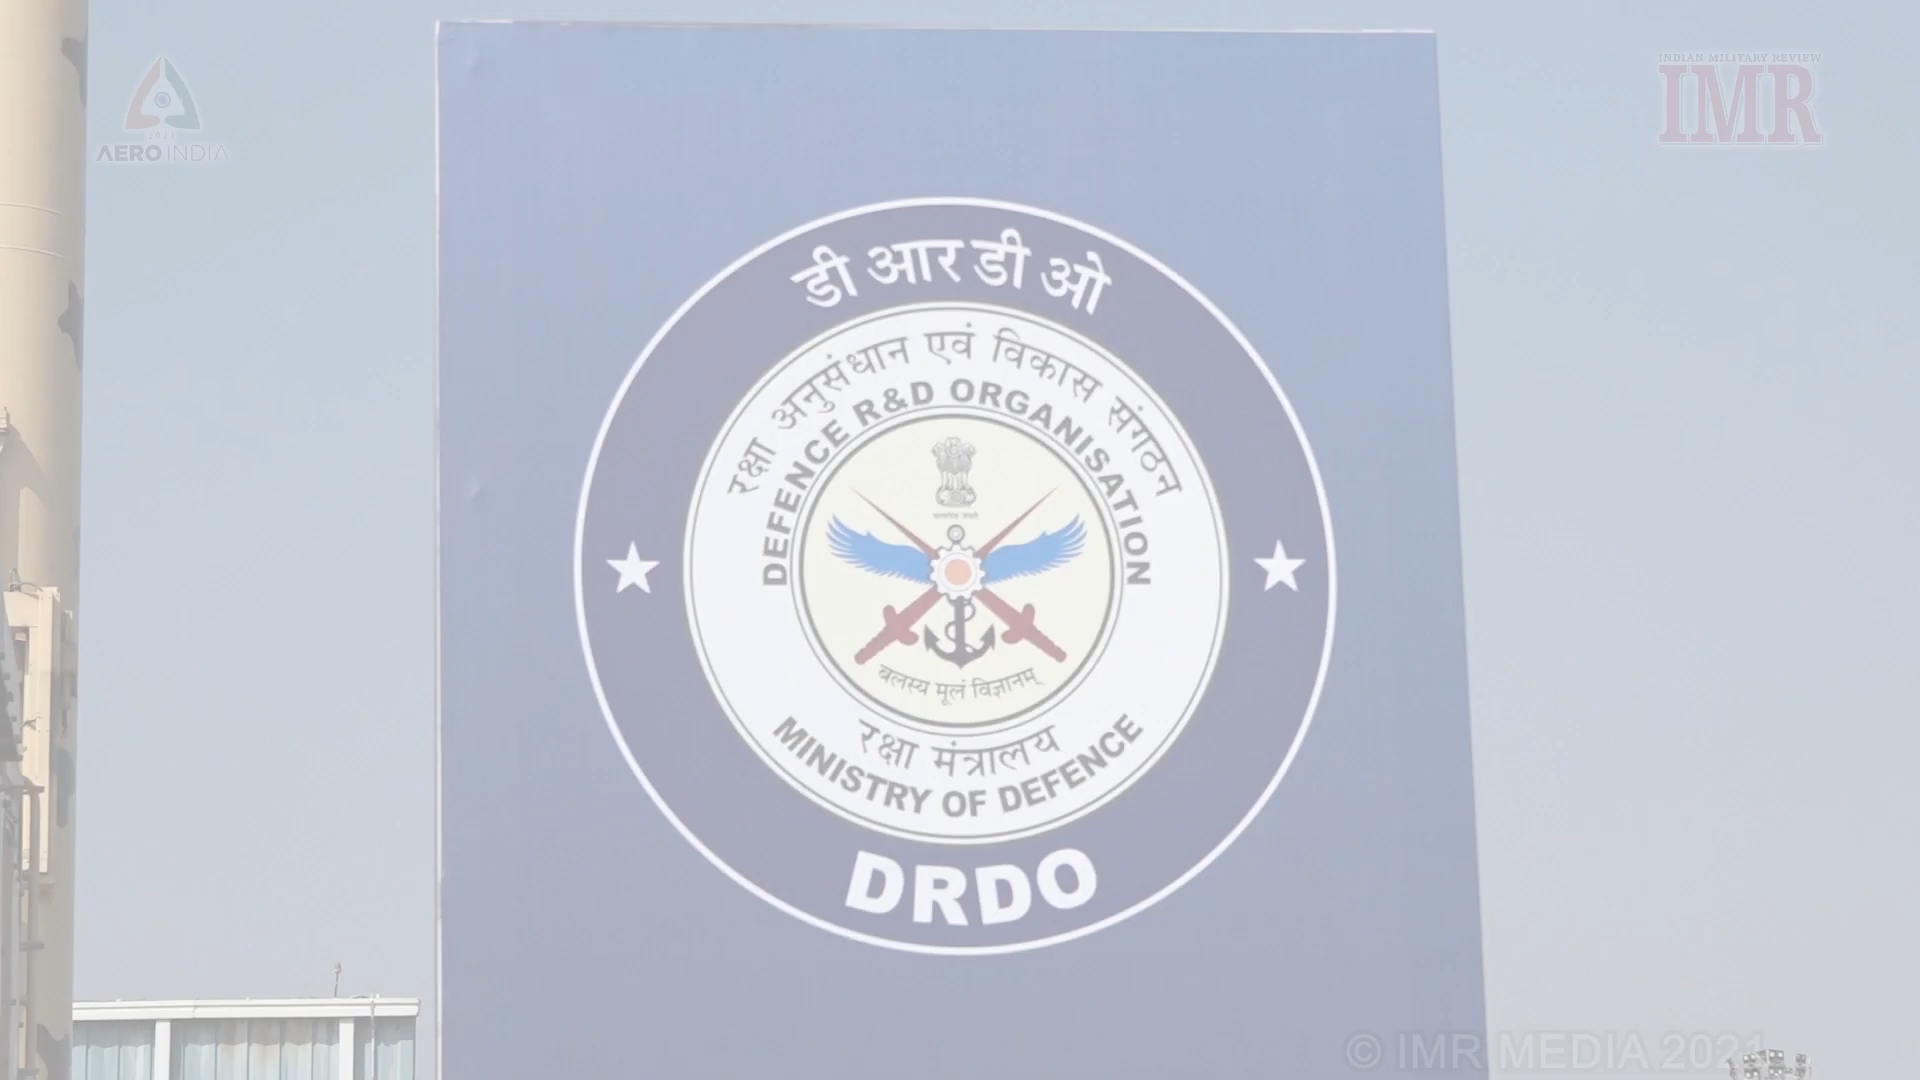 AERO INDIA
INDIAN MILITARY REVIEW
IMR
डी आर डी ओ
रक्षा अनुसंधान एवं विकास संगठन
DEFENCE R&D ORGANISATION
बलस्य मूलं विज्ञानम्
रक्षा मंत्रालय
MINISTRY OF DEFENCE
DRDO
© IMR MEDIA 2021